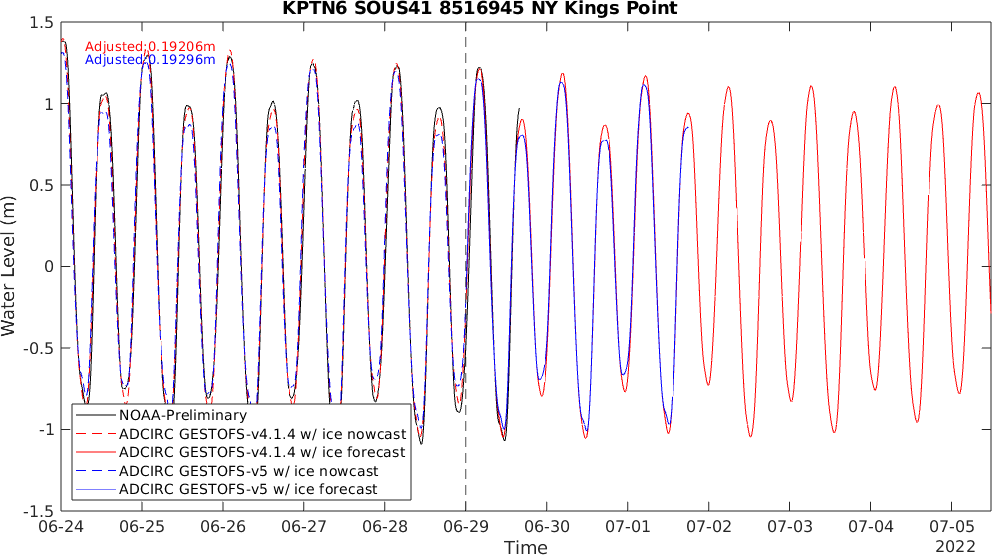 KPTN6 SOUS41 8516945 NY Kings Point
Adjusted:0.19206m
Adjusted:0.19296m
Water Level (m)
1.5
1
0.5
0
-0.5
-1
-1.5
NOAA-Preliminary
ADCIRC GESTOFS-v4.1.4 w/ ice nowcast
ADCIRC GESTOFS-v4.1.4 w/ ice forecast
ADCIRC GESTOFS-v5 w/ ice nowcast
ADCIRC GESTOFS-v5 w/ ice forecast
06-24 06-25 06-26 06-27 06-28 06-29 06-30 07-01 07-02 07-03 07-04 07-05
Time
2022